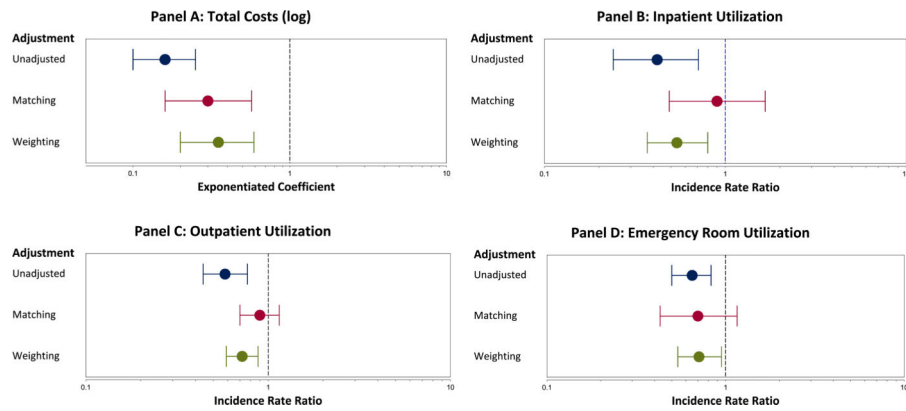 Panel A: Total Costs (log)
Adjustment
Unadjusted
Matching
Weighting
0.1
1
10
Exponentiated Coefficient
Panel B: Inpatient Utilization
Adjustment
Unadjusted
Matching
Weighting
0.1
1
1
Incidence Rate Ratio
Panel C: Outpatient Utilization
Adjustment
Unadjusted
Matching
Weighting
0.1
1
10
Incidence Rate Ratio
Panel D: Emergency Room Utilization
Adjustment
Unadjusted
Matching
Weighting
0.1
1
10
Incidence Rate Ratio